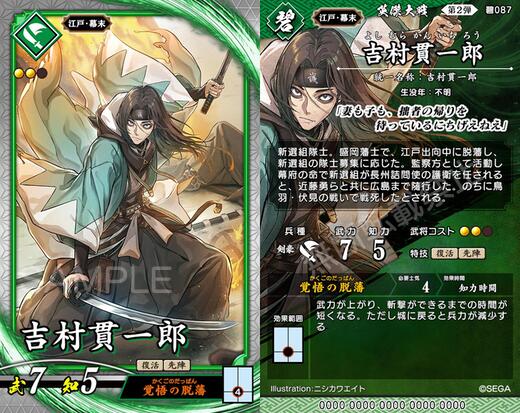 江戸・幕末
SAMPLE
吉村貫一郎
復活 先陣
武7 知5
かくごのだっぱん
覚悟の脱藩
4
碧
江戸・幕末
英傑大戦
第2弾
碧087
よしむらかんいちろう
吉村貫一郎
統一名称:吉村貫一郎
生没年:不明
「妻も子も、拙者の帰りを
待っているにちげえねえ」
新選組隊士。盛岡藩士で、江戸出向中に脱藩し、
新選組の隊士募集に応じた。監察方として活動し
幕府の命で新選組が長州詰問使の護衛を任される
と、近藤勇らと共に広島まで随行した。のちに鳥
羽・伏見の戦いで戦死したとされる。
兵種 武力 知力 武将コスト
剣豪 7 5 特技 復活 先陣
かくごのだっぱん 必要士気 効果時間
覚悟の脱藩 4 知力時間
効果範囲
武力が上がり、斬撃ができるまでの時間が
短くなる。ただし城に戻ると兵力が減少す
る
Illustration:ニシカワエイト
©SEGA
0000-0000-0000-0000-0000-0000